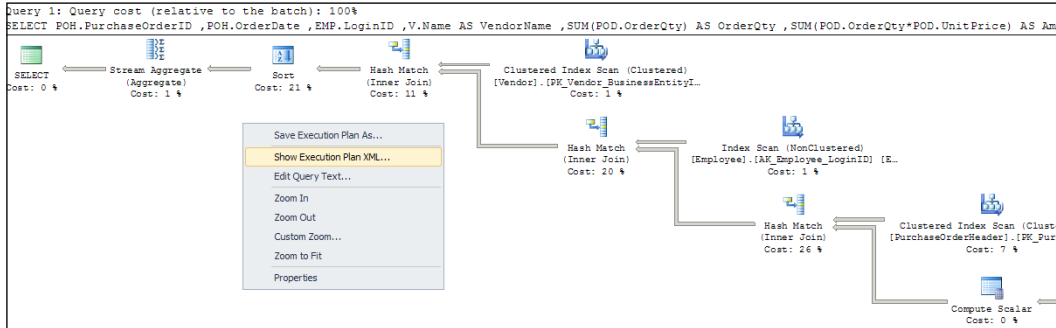 Query 1: Query cost (relative to the batch): 100%
SELECT POH.PurchaseOrderID ,POH.OrderDate ,EMP.LoginID ,V.Name AS VendorName ,SUM(POD.OrderQty) AS OrderQty ,SUM(POD.OrderQty*POD.UnitPrice) AS Am
SELECT
Cost: 0 %
Stream Aggregate
(Aggregate)
Cost: 1 %
Sort
Cost: 21 %
Hash Match
(Inner Join)
Cost: 11 %
Clustered Index Scan (Clustered)
[Vendor].[PK_Vendor_BusinessEntityI…
Cost: 1 %
Hash Match
(Inner Join)
Cost: 20 %
Index Scan (NonClustered)
[Employee].[AK_Employee_LoginID] [E…
Cost: 1 %
Hash Match
(Inner Join)
Cost: 26 %
Clustered Index Scan (Clust
[PurchaseOrderHeader].[PK_Pur
Cost: 7 %
Compute Scalar
Cost: 0 %
Save Execution Plan As...
Show Execution Plan XML...
Edit Query Text...
Zoom In
Zoom Out
Custom Zoom...
Zoom to Fit
Properties